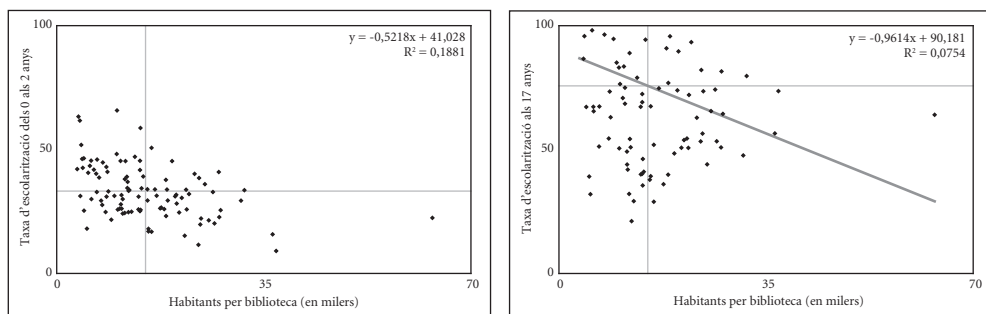 Taxa d'escolarització dels 0 als 2 anys
100
50
0
y = -0,5218x + 41,028
R² = 0,1881
0
35
70
Habitants per biblioteca (en milers)
Taxa d'escolarització als 17 anys
100
50
0
y = -0,9614x + 90,181
R² = 0,0754
0
35
70
Habitants per biblioteca (en milers)